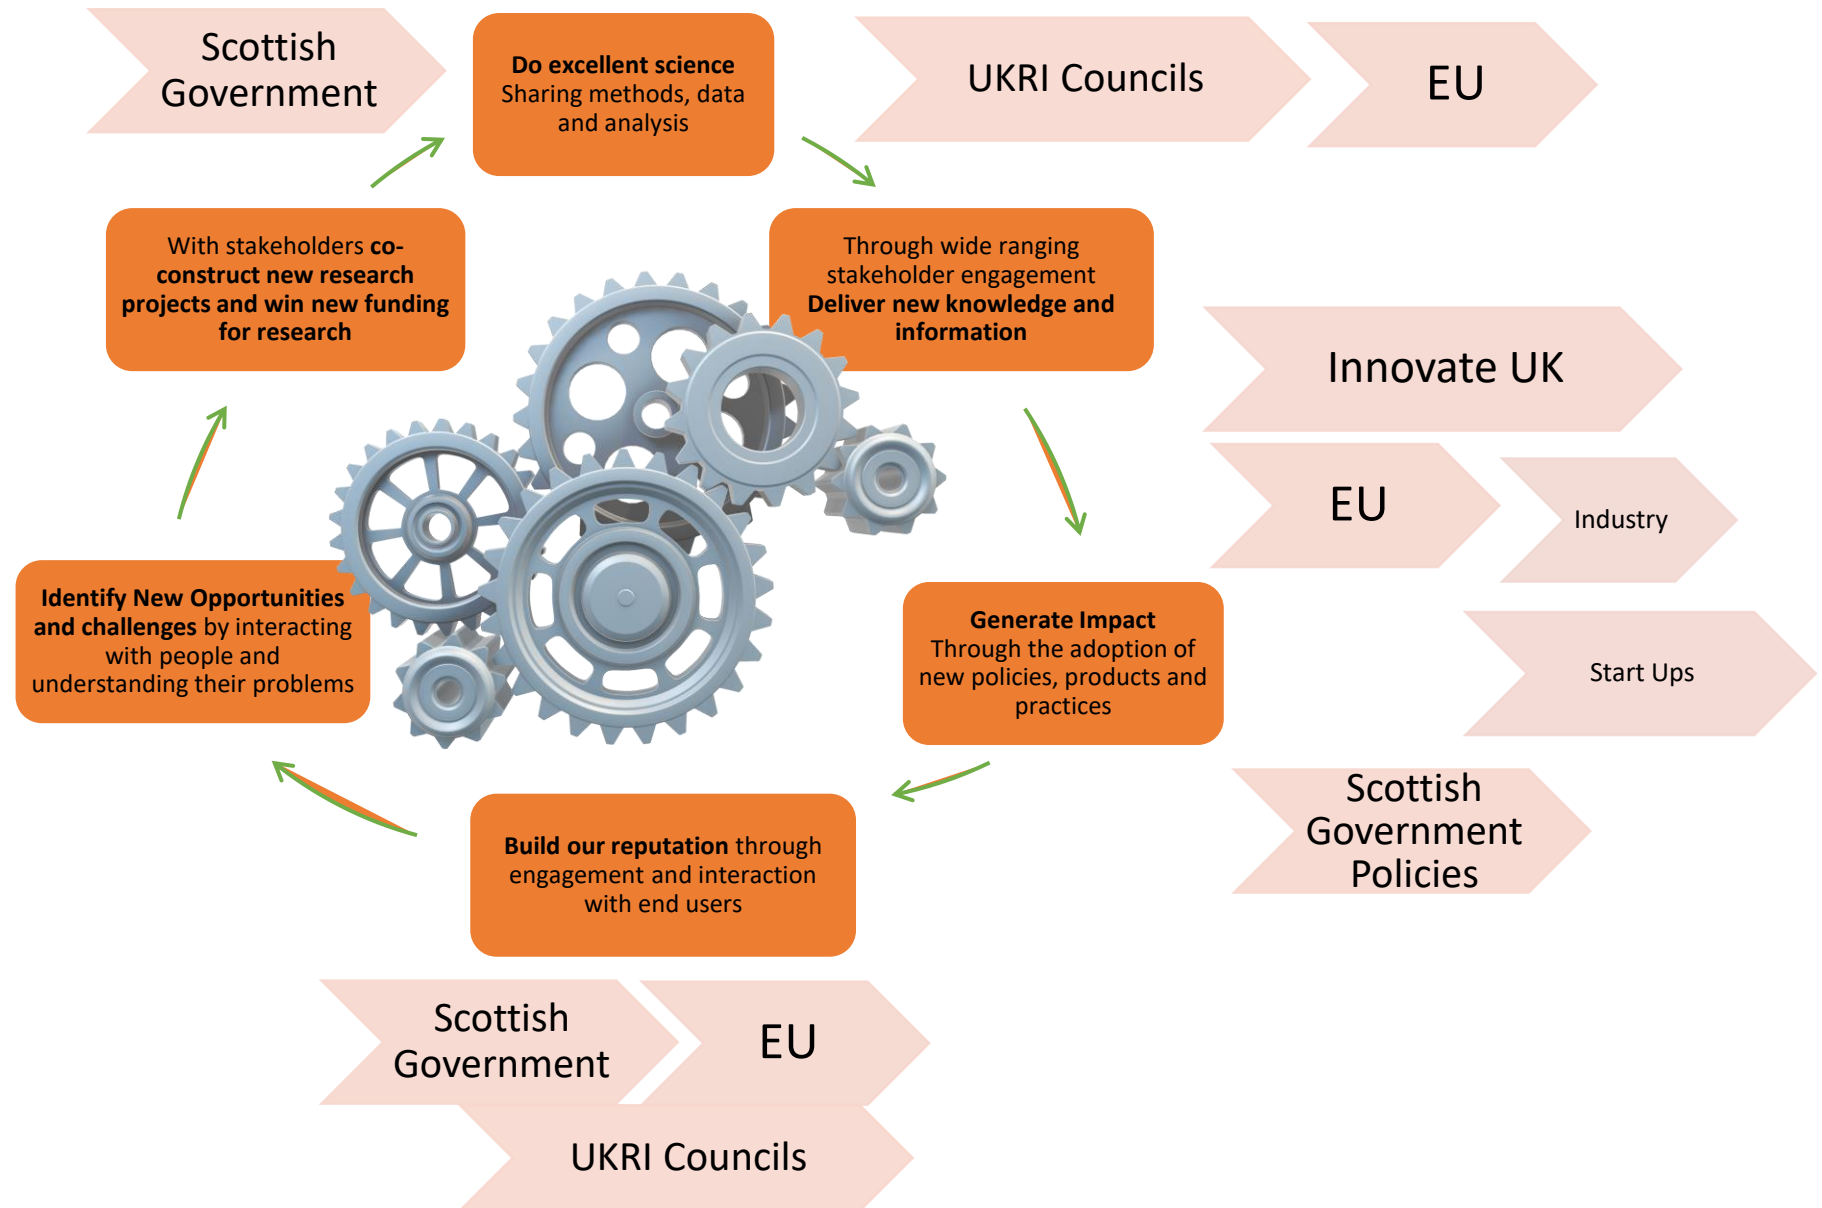 Scottish
Government
Do excellent science
Sharing methods, data
and analysis
UKRI Councils
EU
With stakeholders co-
construct new research
projects and win new funding
for research
Through wide ranging
stakeholder engagement
Deliver new knowledge and
information
Innovate UK
EU
Industry
Identify New Opportunities
and challenges by interacting
with people and
understanding their problems
Generate Impact
Through the adoption of
new policies, products and
practices
Start Ups
Scottish
Government
Policies
Build our reputation through
engagement and interaction
with end users
Scottish
Government
EU
UKRI Councils